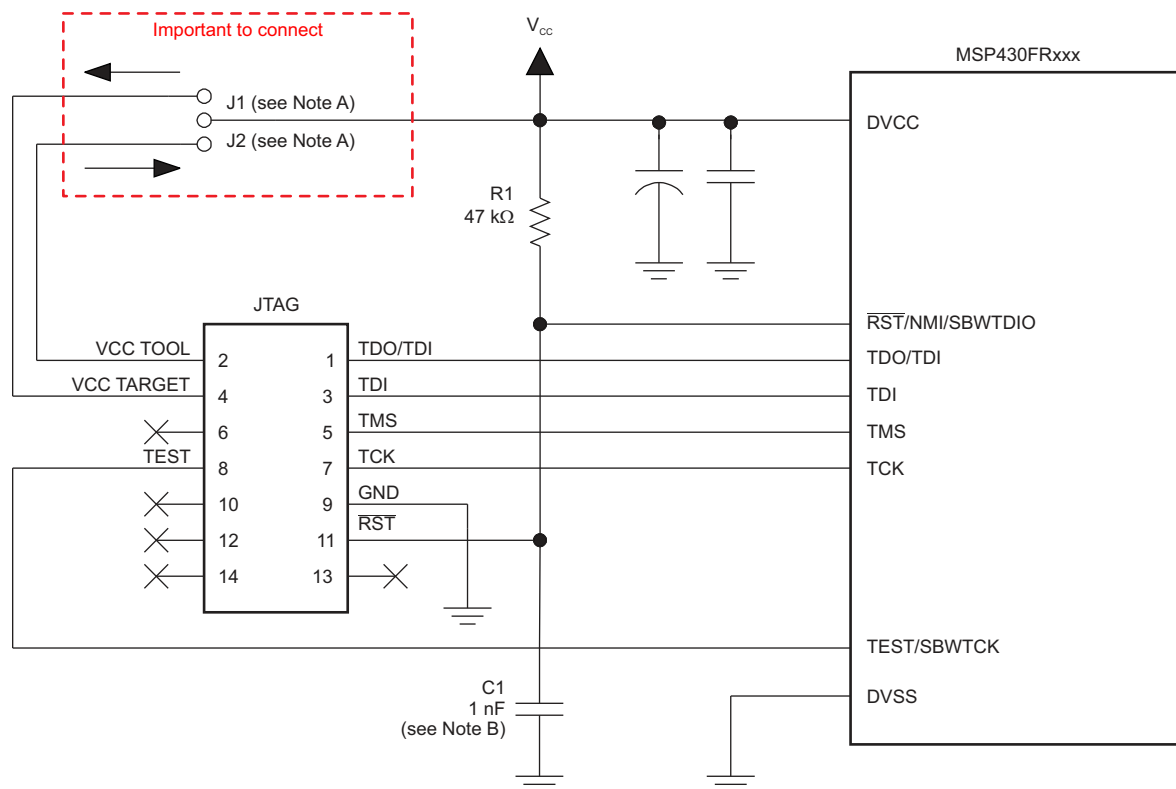 Important to connect
VCC
MSP430FRxxx
J1 (see Note A)
J2 (see Note A)
DVCC
R1
47 kΩ
JTAG
RST/NMI/SBWTDIO
VCC TOOL
2
1
TDO/TDI
TDO/TDI
VCC TARGET
4
3
TDI
TDI
6
5
TMS
TMS
TEST
8
7
TCK
TCK
10
9
GND
12
11
RST
14
13
TEST/SBWTCK
C1
1 nF
(see Note B)
DVSS